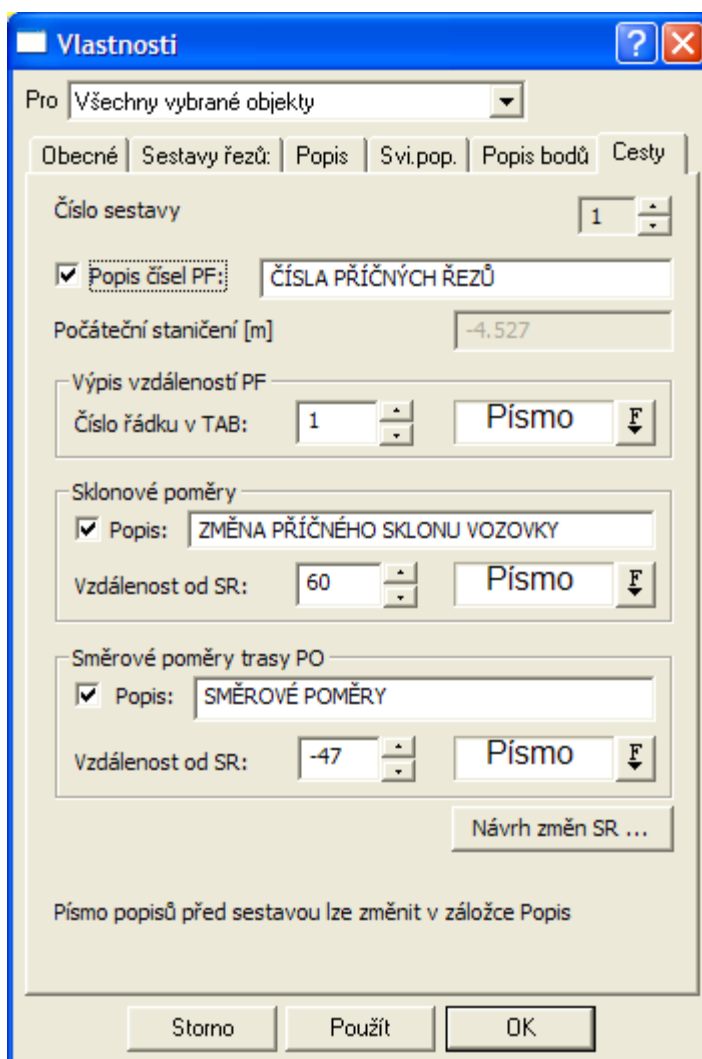 Vlastnosti
Pro Všechny vybrané objekty
Obecné Sestavy řezů: Popis Svi.pop. Popis bodů Cesty
Číslo sestavy 1
Popis čísel PF: ČÍSLA PŘÍČNÝCH ŘEZŮ
Počáteční staničení [m] -4.527
Výpis vzdáleností PF
Číslo řádku v TAB: 1 Písmo F
Sklonové poměry
Popis: ZMĚNA PŘÍČNÉHO SKLONU VOZOVKY
Vzdálenost od SR: 60 Písmo F
Směrové poměry trasy PO
Popis: SMĚROVÉ POMĚRY
Vzdálenost od SR: -47 Písmo F
Návrh změn SR ...
Písmo popisů před sestavou lze změnit v záložce Popis
Storno Použít OK